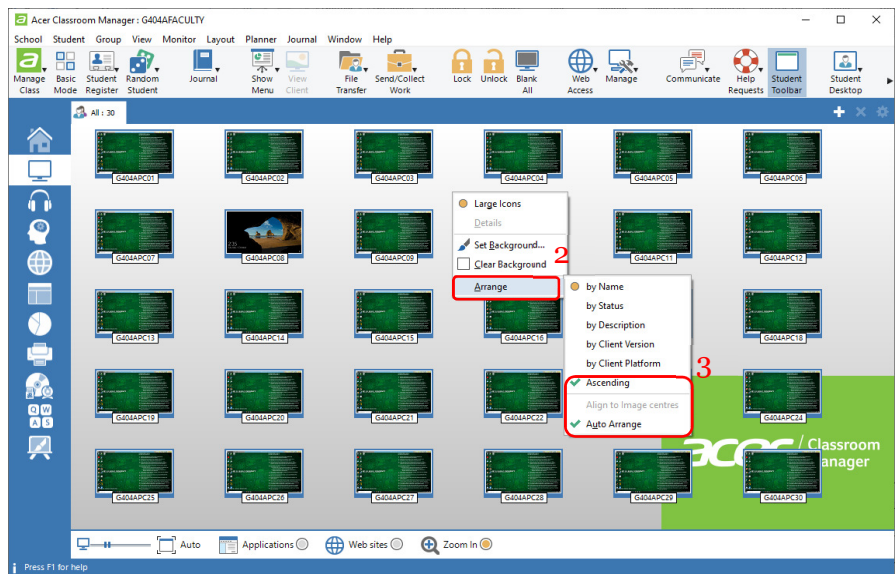 Acer Classroom Manager : G404AFACULTY
School Student Group View Monitor Layout Planner Journal Window Help
Manage Class
Basic Mode
Student Register
Random Student
Journal
Show Menu
View Client
File Transfer
Send/Collect Work
Lock
Unlock
Blank All
Web Access
Manage
Communicate
Help Requests
Student Toolbar
Student Desktop
All : 30
G404APC01 G404APC02 G404APC03 G404APC04 G404APC05 G404APC06
Large Icons
Details
Set Background...
Clear Background
2
Arrange
G404APC07 G404APC08 G404APC09 G404APC11 G404APC12
by Name
by Status
by Description
by Client Version
by Client Platform
3
Ascending
Align to Image centres
Auto Arrange
G404APC13 G404APC14 G404APC15 G404APC16 G404APC18
G404APC19 G404APC20 G404APC21 G404APC22 G404APC24
Q W
A S
acer Classroom
anager
G404APC25 G404APC26 G404APC27 G404APC28 G404APC29 G404APC30
Auto Applications Web sites Zoom In
Press F1 for help